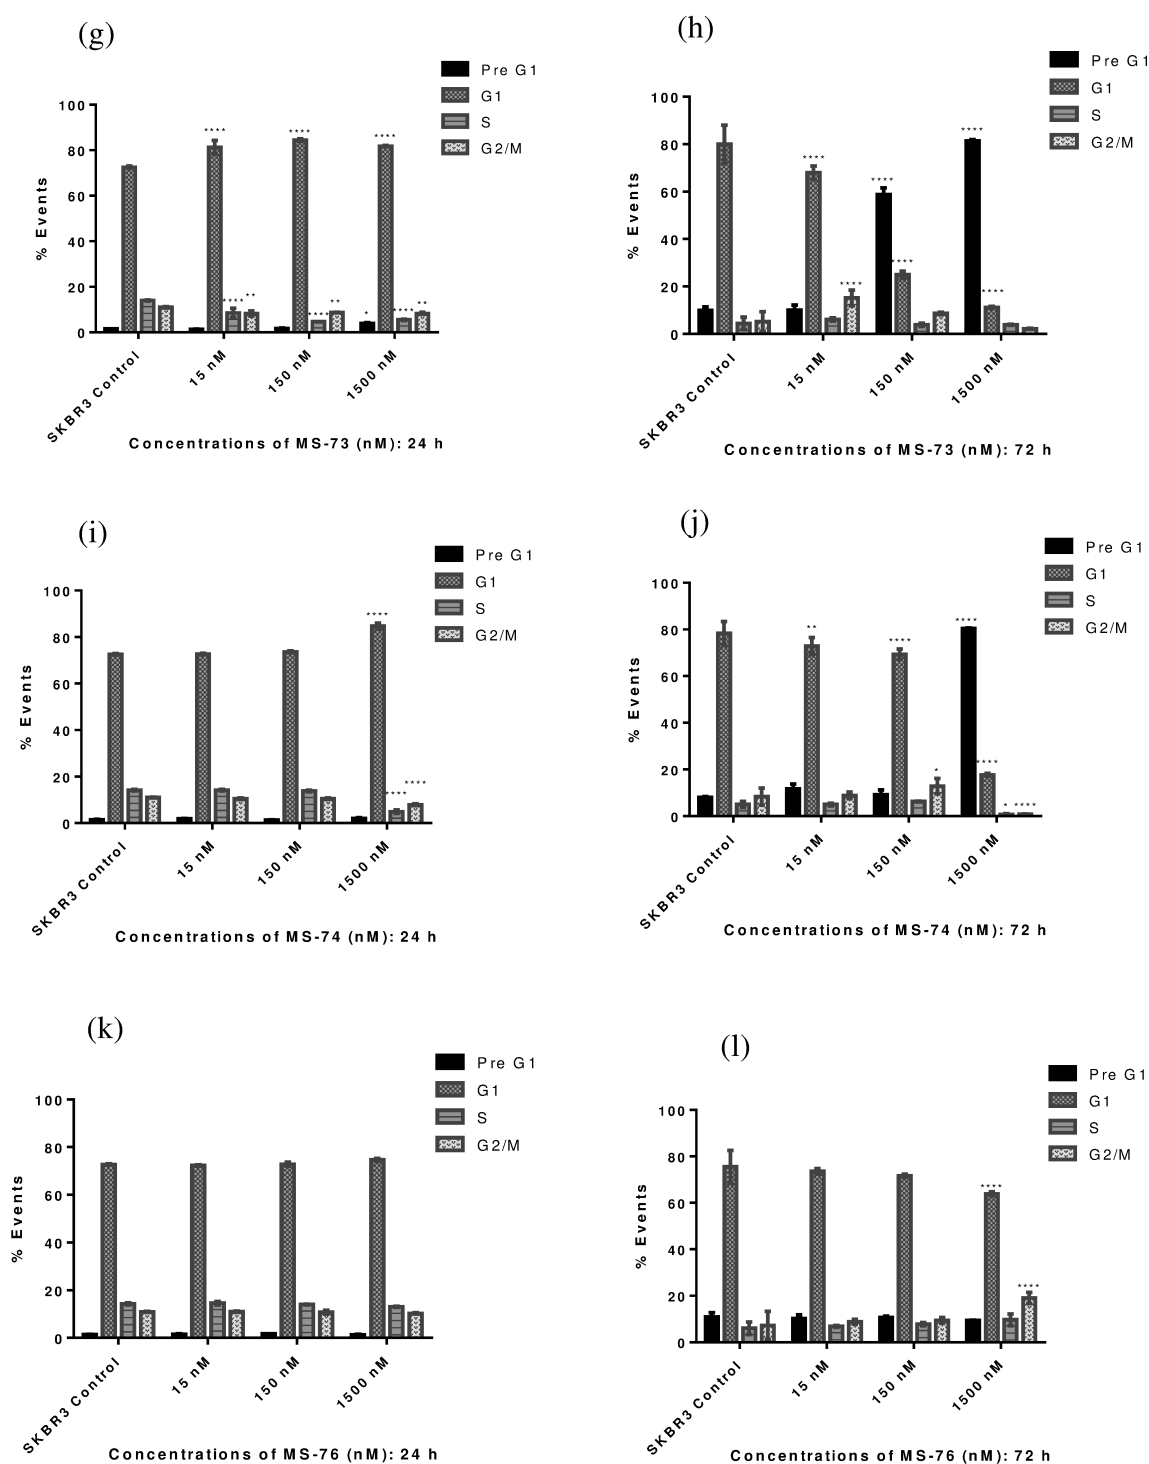 (g)
Pre G1
G1
S
G2/M
100
80
60
40
20
0
% Events
**** **** ****
**** ** **** ** * **** **
SKBR3 Control 15 nM 150 nM 1500 nM
Concentrations of MS-73 (nM): 24 h
(h)
Pre G1
G1
S
G2/M
100
80
60
40
20
0
% Events
**** **** **** **** **** ****
SKBR3 Control 15 nM 150 nM 1500 nM
Concentrations of MS-73 (nM): 72 h
(i)
Pre G1
G1
S
G2/M
100
80
60
40
20
0
% Events
**** **** ****
SKBR3 Control 15 nM 150 nM 1500 nM
Concentrations of MS-74 (nM): 24 h
(j)
Pre G1
G1
S
G2/M
100
80
60
40
20
0
% Events
** **** * **** **** * ****
SKBR3 Control 15 nM 150 nM 1500 nM
Concentrations of MS-74 (nM): 72 h
(k)
Pre G1
G1
S
G2/M
100
80
60
40
20
0
% Events
SKBR3 Control 15 nM 150 nM 1500 nM
Concentrations of MS-76 (nM): 24 h
(l)
Pre G1
G1
S
G2/M
100
80
60
40
20
0
% Events
**** ****
SKBR3 Control 15 nM 150 nM 1500 nM
Concentrations of MS-76 (nM): 72 h